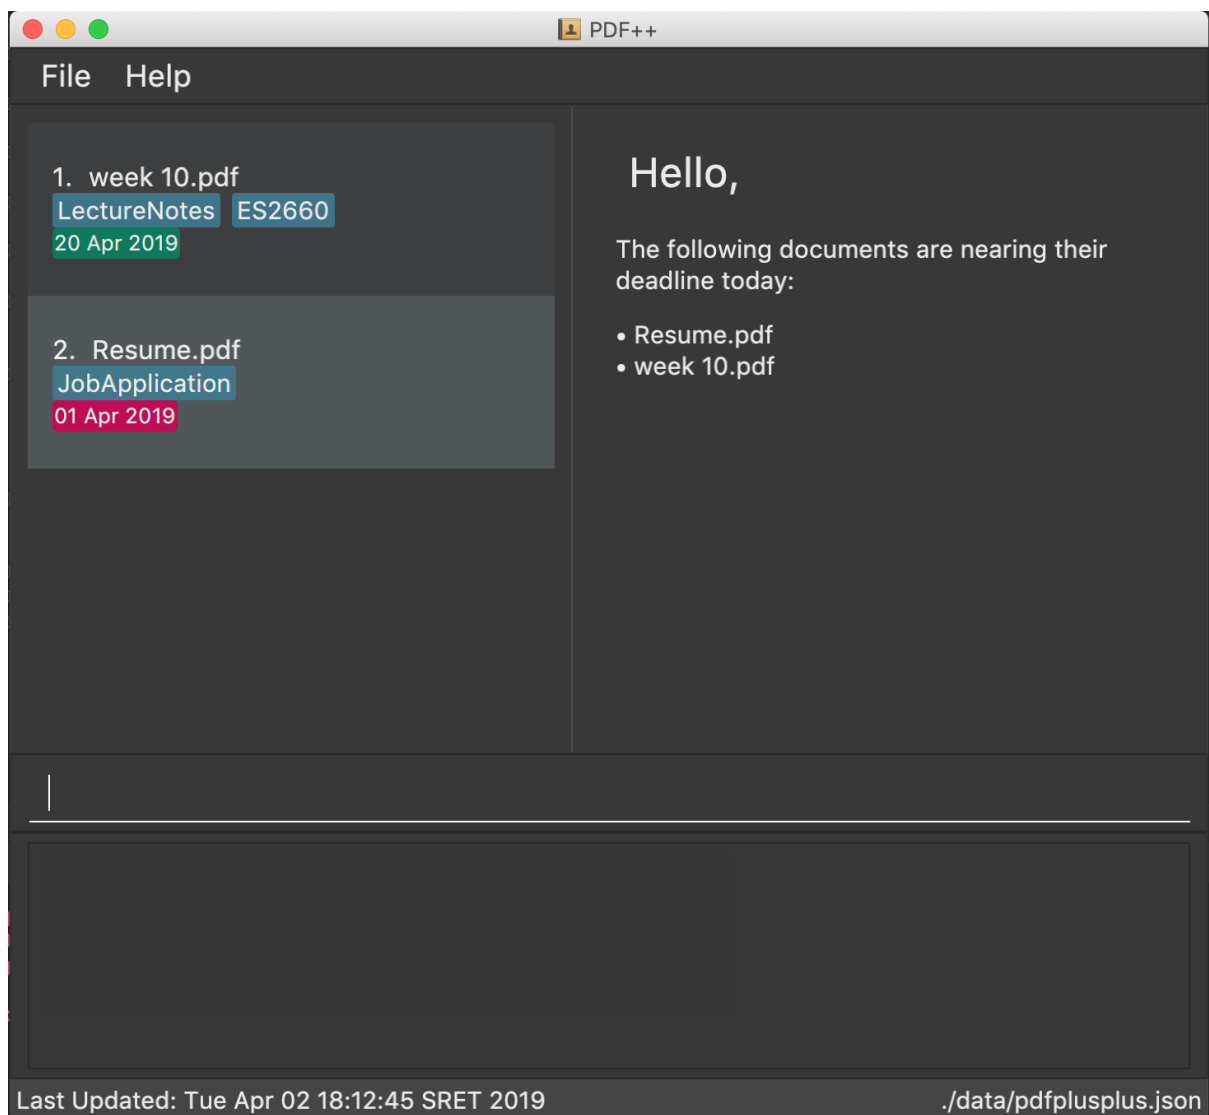 PDF++
File Help
1. week 10.pdf
LectureNotes ES2660
20 Apr 2019
2. Resume.pdf
JobApplication
01 Apr 2019
Hello,
The following documents are nearing their
deadline today:
• Resume.pdf
• week 10.pdf
Last Updated: Tue Apr 02 18:12:45 SRET 2019
./data/pdfplusplus.json